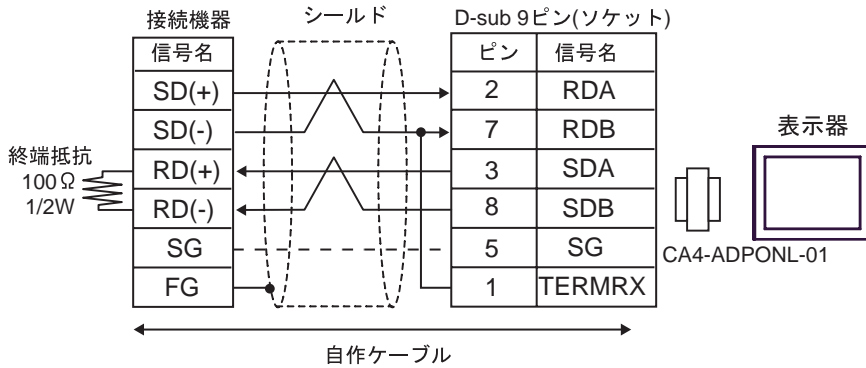 接続機器
シールド
D-sub 9ピン(ソケット)
信号名
ピン
信号名
SD(+)
2
RDA
SD(-)
7
RDB
表示器
終端抵抗
100Ω
1/2W
RD(+)
3
SDA
RD(-)
8
SDB
SG
5
SG
CA4-ADPONL-01
FG
1
TERMRX
自作ケーブル